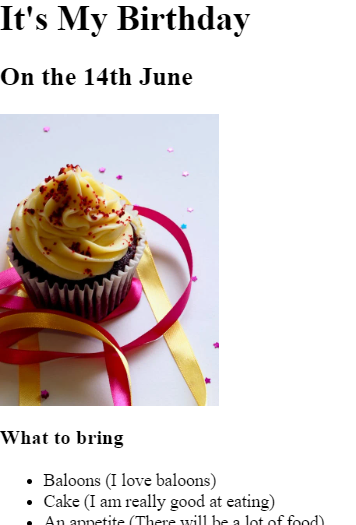 It's My Birthday
On the 14th June
What to bring
Baloons (I love baloons)
Cake (I am really good at eating)
An appetite (There will be a lot of food)